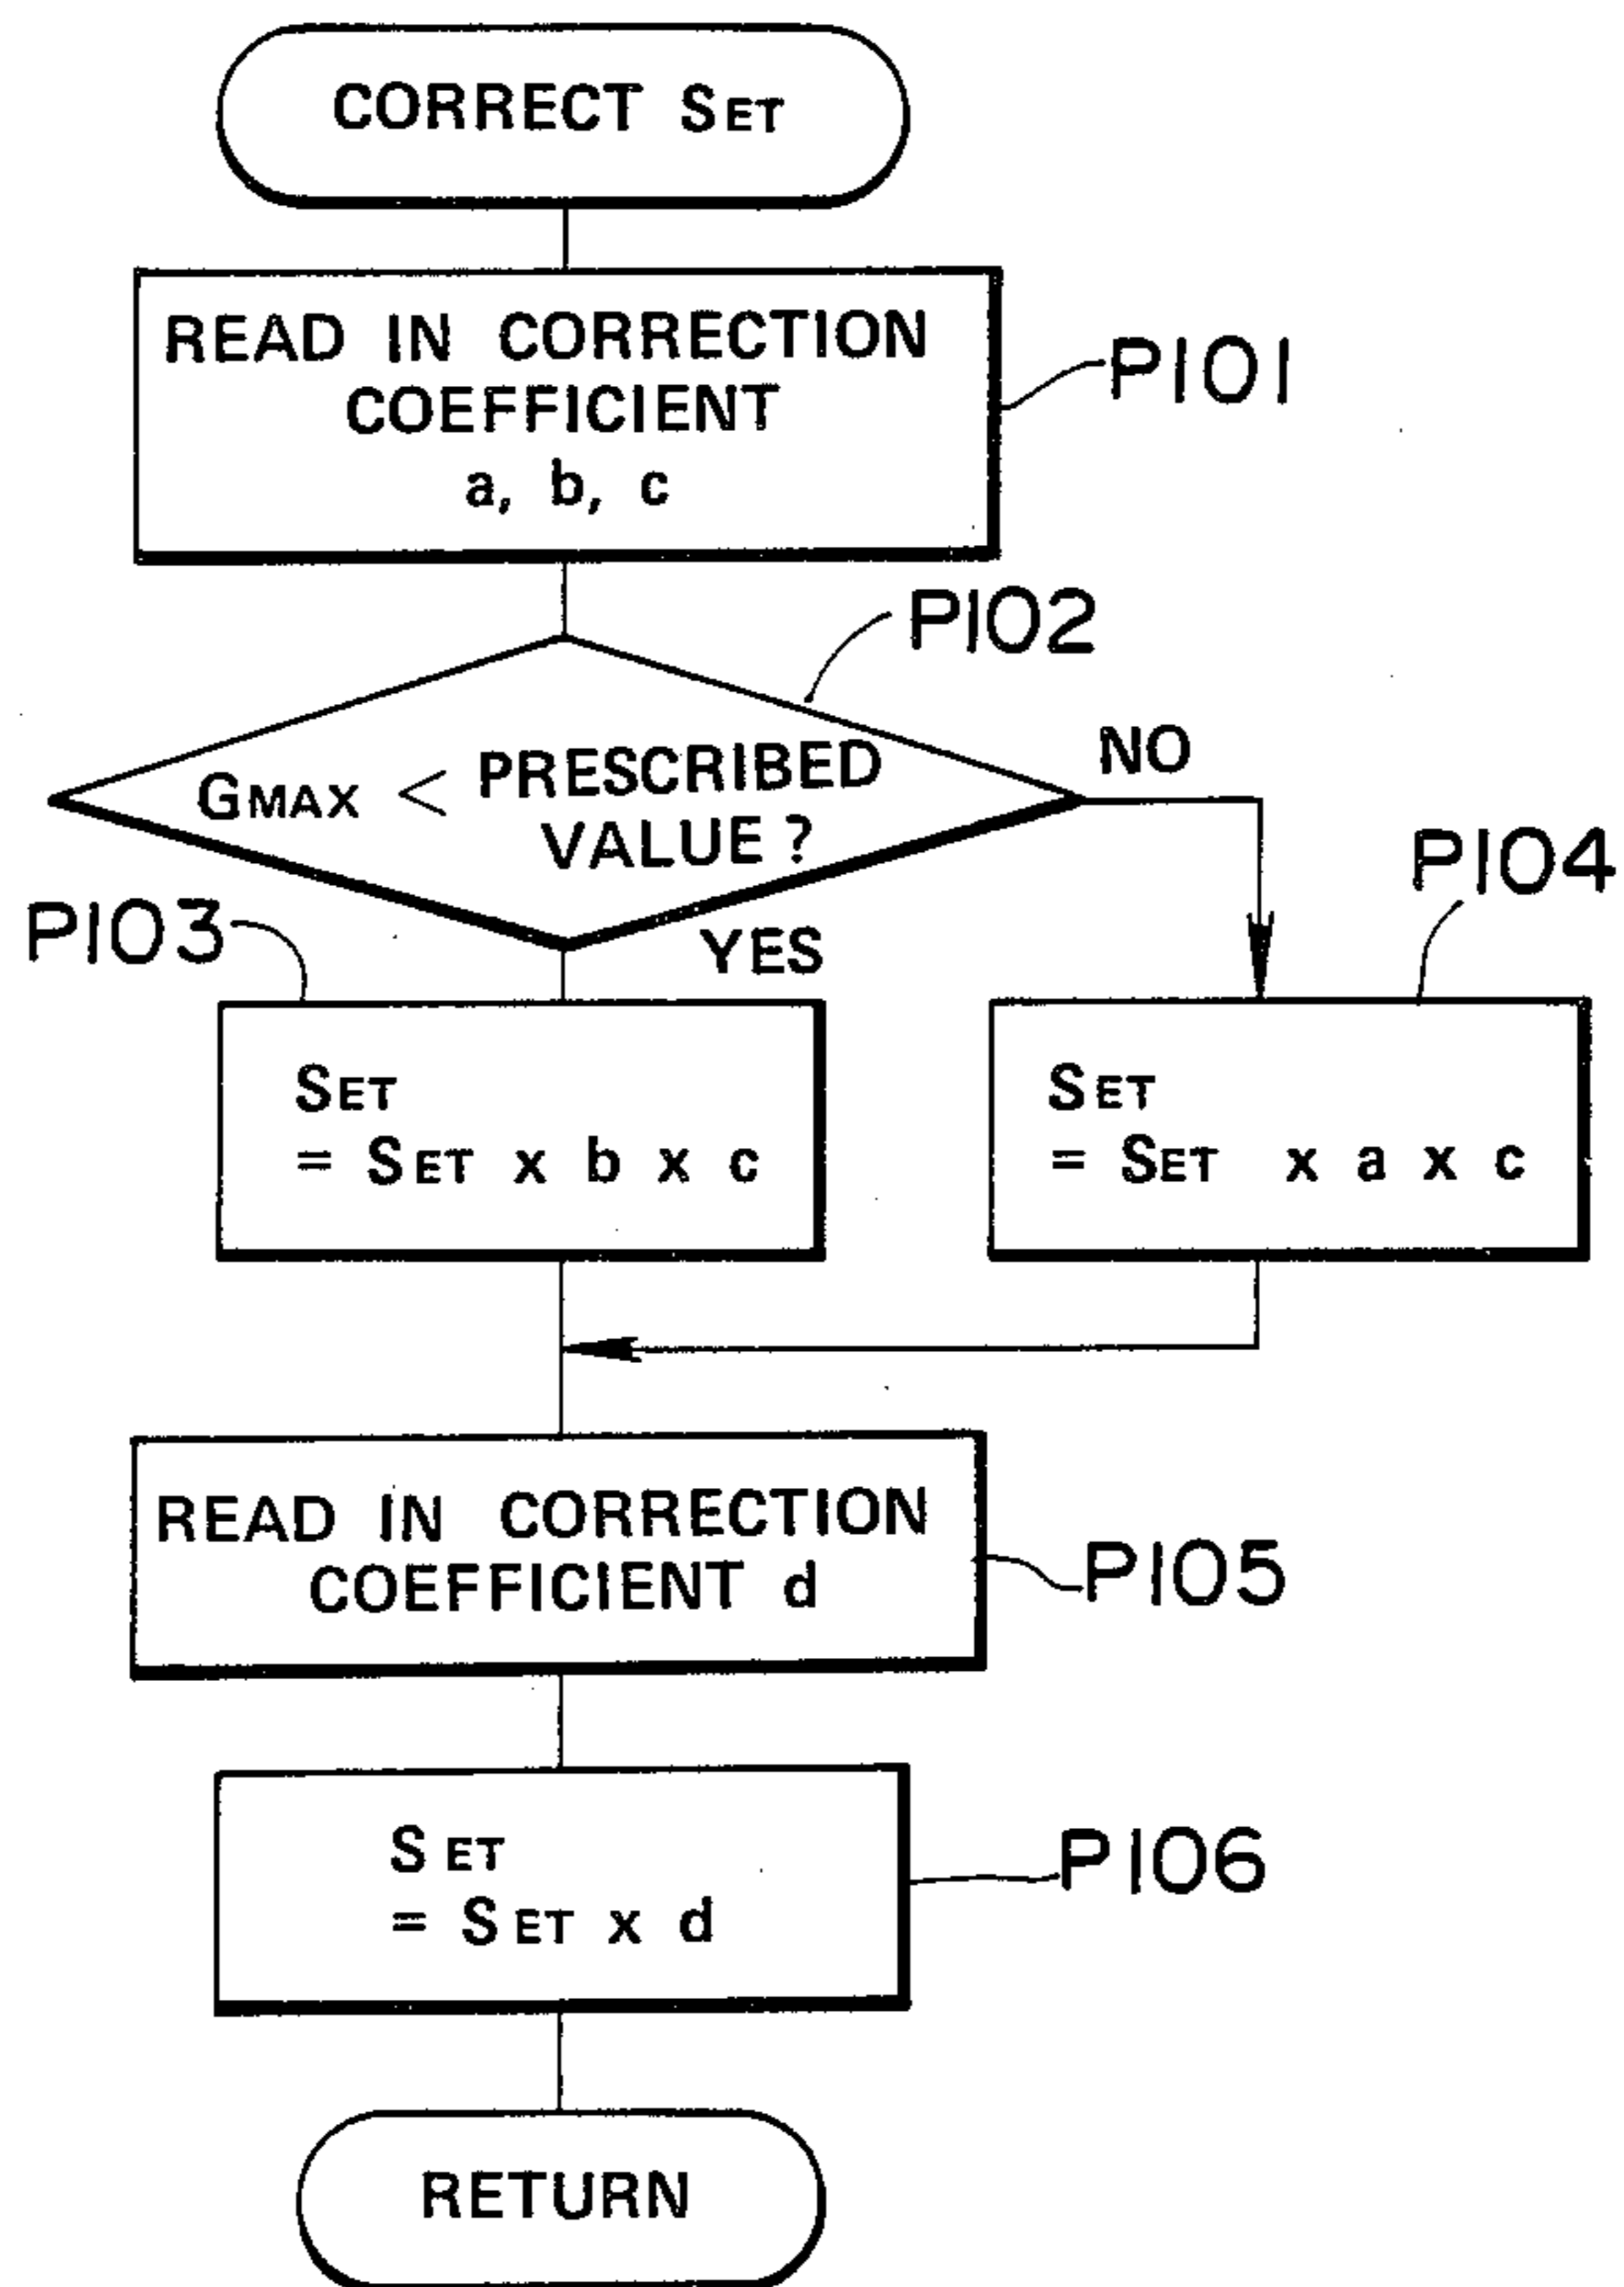 CORRECT SET
READ IN CORRECTION
COEFFICIENT
a, b, c
P101
P102
GMAX < PRESCRIBED
VALUE ?
NO
YES
P103
SET
= SET x b x c
P104
SET
= SET x a x c
READ IN CORRECTION
COEFFICIENT d
P105
SET
= SET x d
P106
RETURN